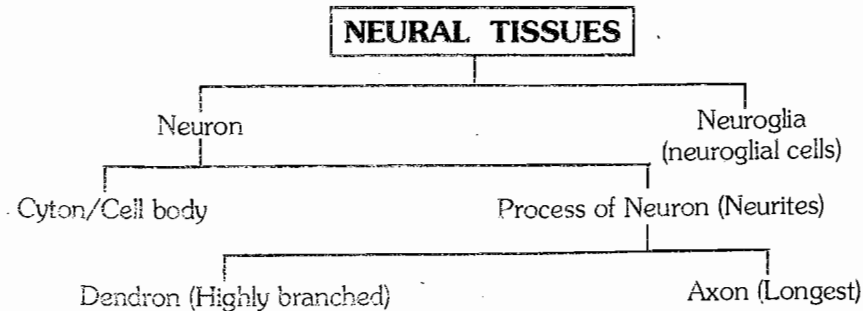 NEURAL TISSUES
Neuron
Neuroglia
(neuroglial cells)
Cyton/Cell body
Process of Neuron (Neurites)
Dendron (Highly branched)
Axon (Longest)